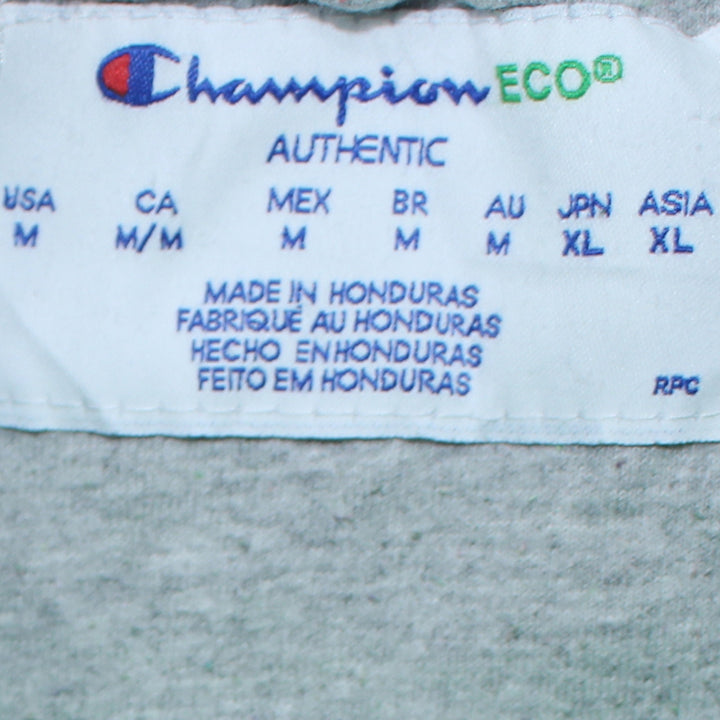 Champion ECO®
AUTHENTIC
USA CA MEX BR AU JPN ASIA
M M/M M M M XL XL
MADE IN HONDURAS
FABRIQUÉ AU HONDURAS
HECHO EN HONDURAS
FEITO EM HONDURAS
RPC